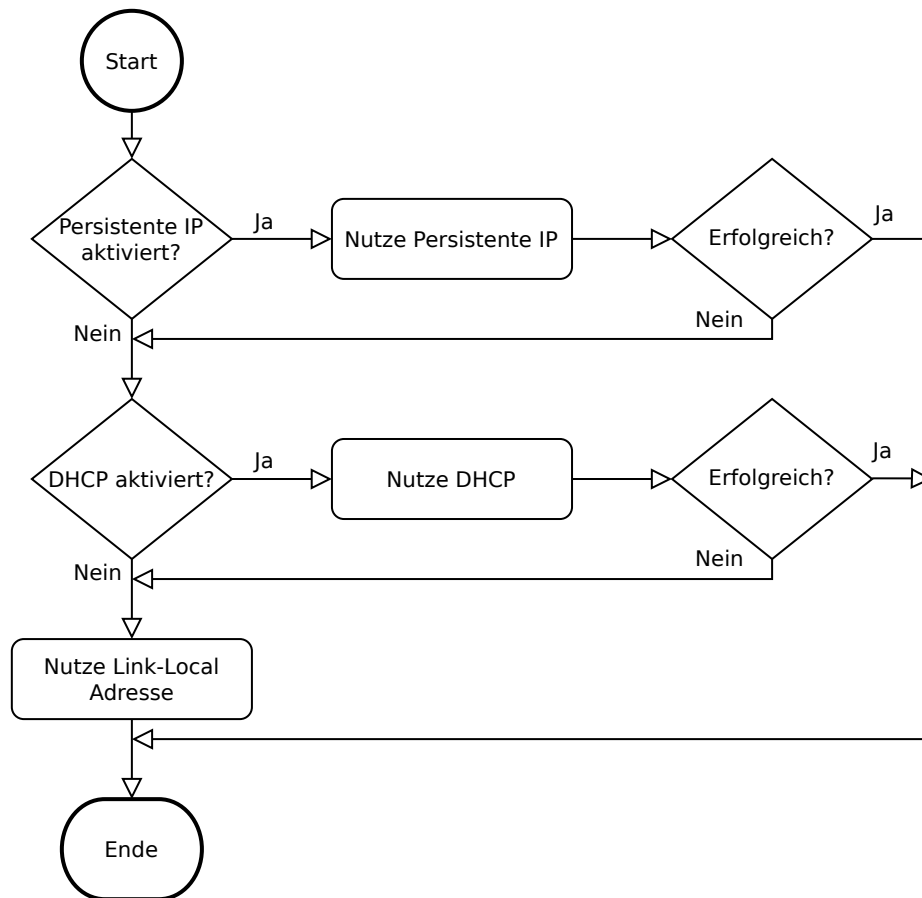 Start
Persistente IP
aktiviert?
Ja
Nutze Persistente IP
Erfolgreich?
Ja
Nein
Nein
DHCP aktiviert?
Ja
Nutze DHCP
Erfolgreich?
Ja
Nein
Nein
Nutze Link-Local
Adresse
Ende